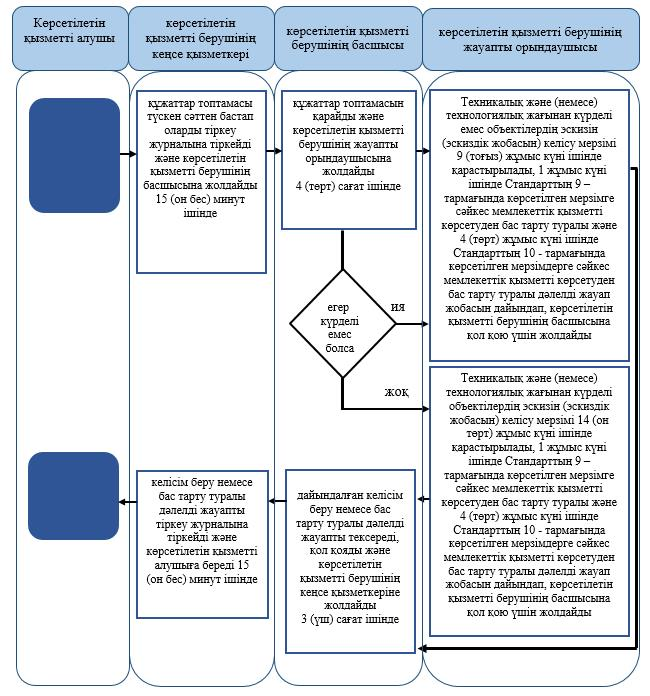 Көрсетілетін
қызметті алушы
көрсетілетін
қызметті берушінің
кеңсе қызметкері
көрсетілетін қызметті
берушінің басшысы
көрсетілетін қызметті берушінің
жауапты орындаушысы
құжаттар топтамасы
түскен сәттен бастап
оларды тіркеу
журналына тіркейді
және көрсетілетін
қызметті берушінің
басшысына жолдайды
15 (он бес) минут
ішінде
құжаттар топтамасын
қарайды және
көрсетілетін қызметті
берушінің жауапты
орындаушысына
жолдайды
4 (төрт) сағат ішінде
Техникалық және (немесе)
технологиялық жағынан күрделі
емес объектілердің эскизин
(эскиздік жобасын) келісу мерзімі
9 (тоғыз) жұмыс күні ішінде
қарастырылады, 1 жұмыс күні
ішінде Стандарттың 9 –
тармағында көрсетілген мерзімге
сәйкес мемлекеттік қызметті
көрсетуден бас тарту туралы және
4 (төрт) жұмыс күні ішінде
Стандарттың 10 - тармағында
көрсетілген мерзімдерге сәйкес
мемлекеттік қызметті көрсетуден
бас тарту туралы дәлелді жауап
жобасын дайындап, көрсетілетін
қызметті берушінің басшысына
қол қою үшін жолдайды
егер
күрделі
емес
болса
ия
жоқ
Техникалық және (немесе)
технологиялық жағынан күрделі
объектілердің эскизін (эскиздік
жобасын) келісу мерзімі 14 (он
төрт) жұмыс күні ішінде
қарастырылады, 1 жұмыс күні
ішінде Стандарттың 9 –
тармағында көрсетілген мерзімге
сәйкес мемлекеттік қызметті
көрсетуден бас тарту туралы және
4 (төрт) жұмыс күні ішінде
Стандарттың 10 - тармағында
көрсетілген мерзімдерге сәйкес
мемлекеттік қызметті көрсетуден
бас тарту туралы дәлелді жауап
жобасын дайындап, көрсетілетін
қызметті берушінің басшысына
қол қою үшін жолдайды
дайындалған келісім
беру немесе бас
тарту туралы дәлелді
жауапты тексереді,
қол қояды және
көрсетілетін
қызметті берушінің
кеңсе қызметкеріне
жолдайды
3 (үш) сағат ішінде
келісім беру немесе
бас тарту туралы
дәлелді жауапты
тіркеу журналына
тіркейді және
көрсетілетін қызметті
алушыға береді 15
(он бес) минут ішінде